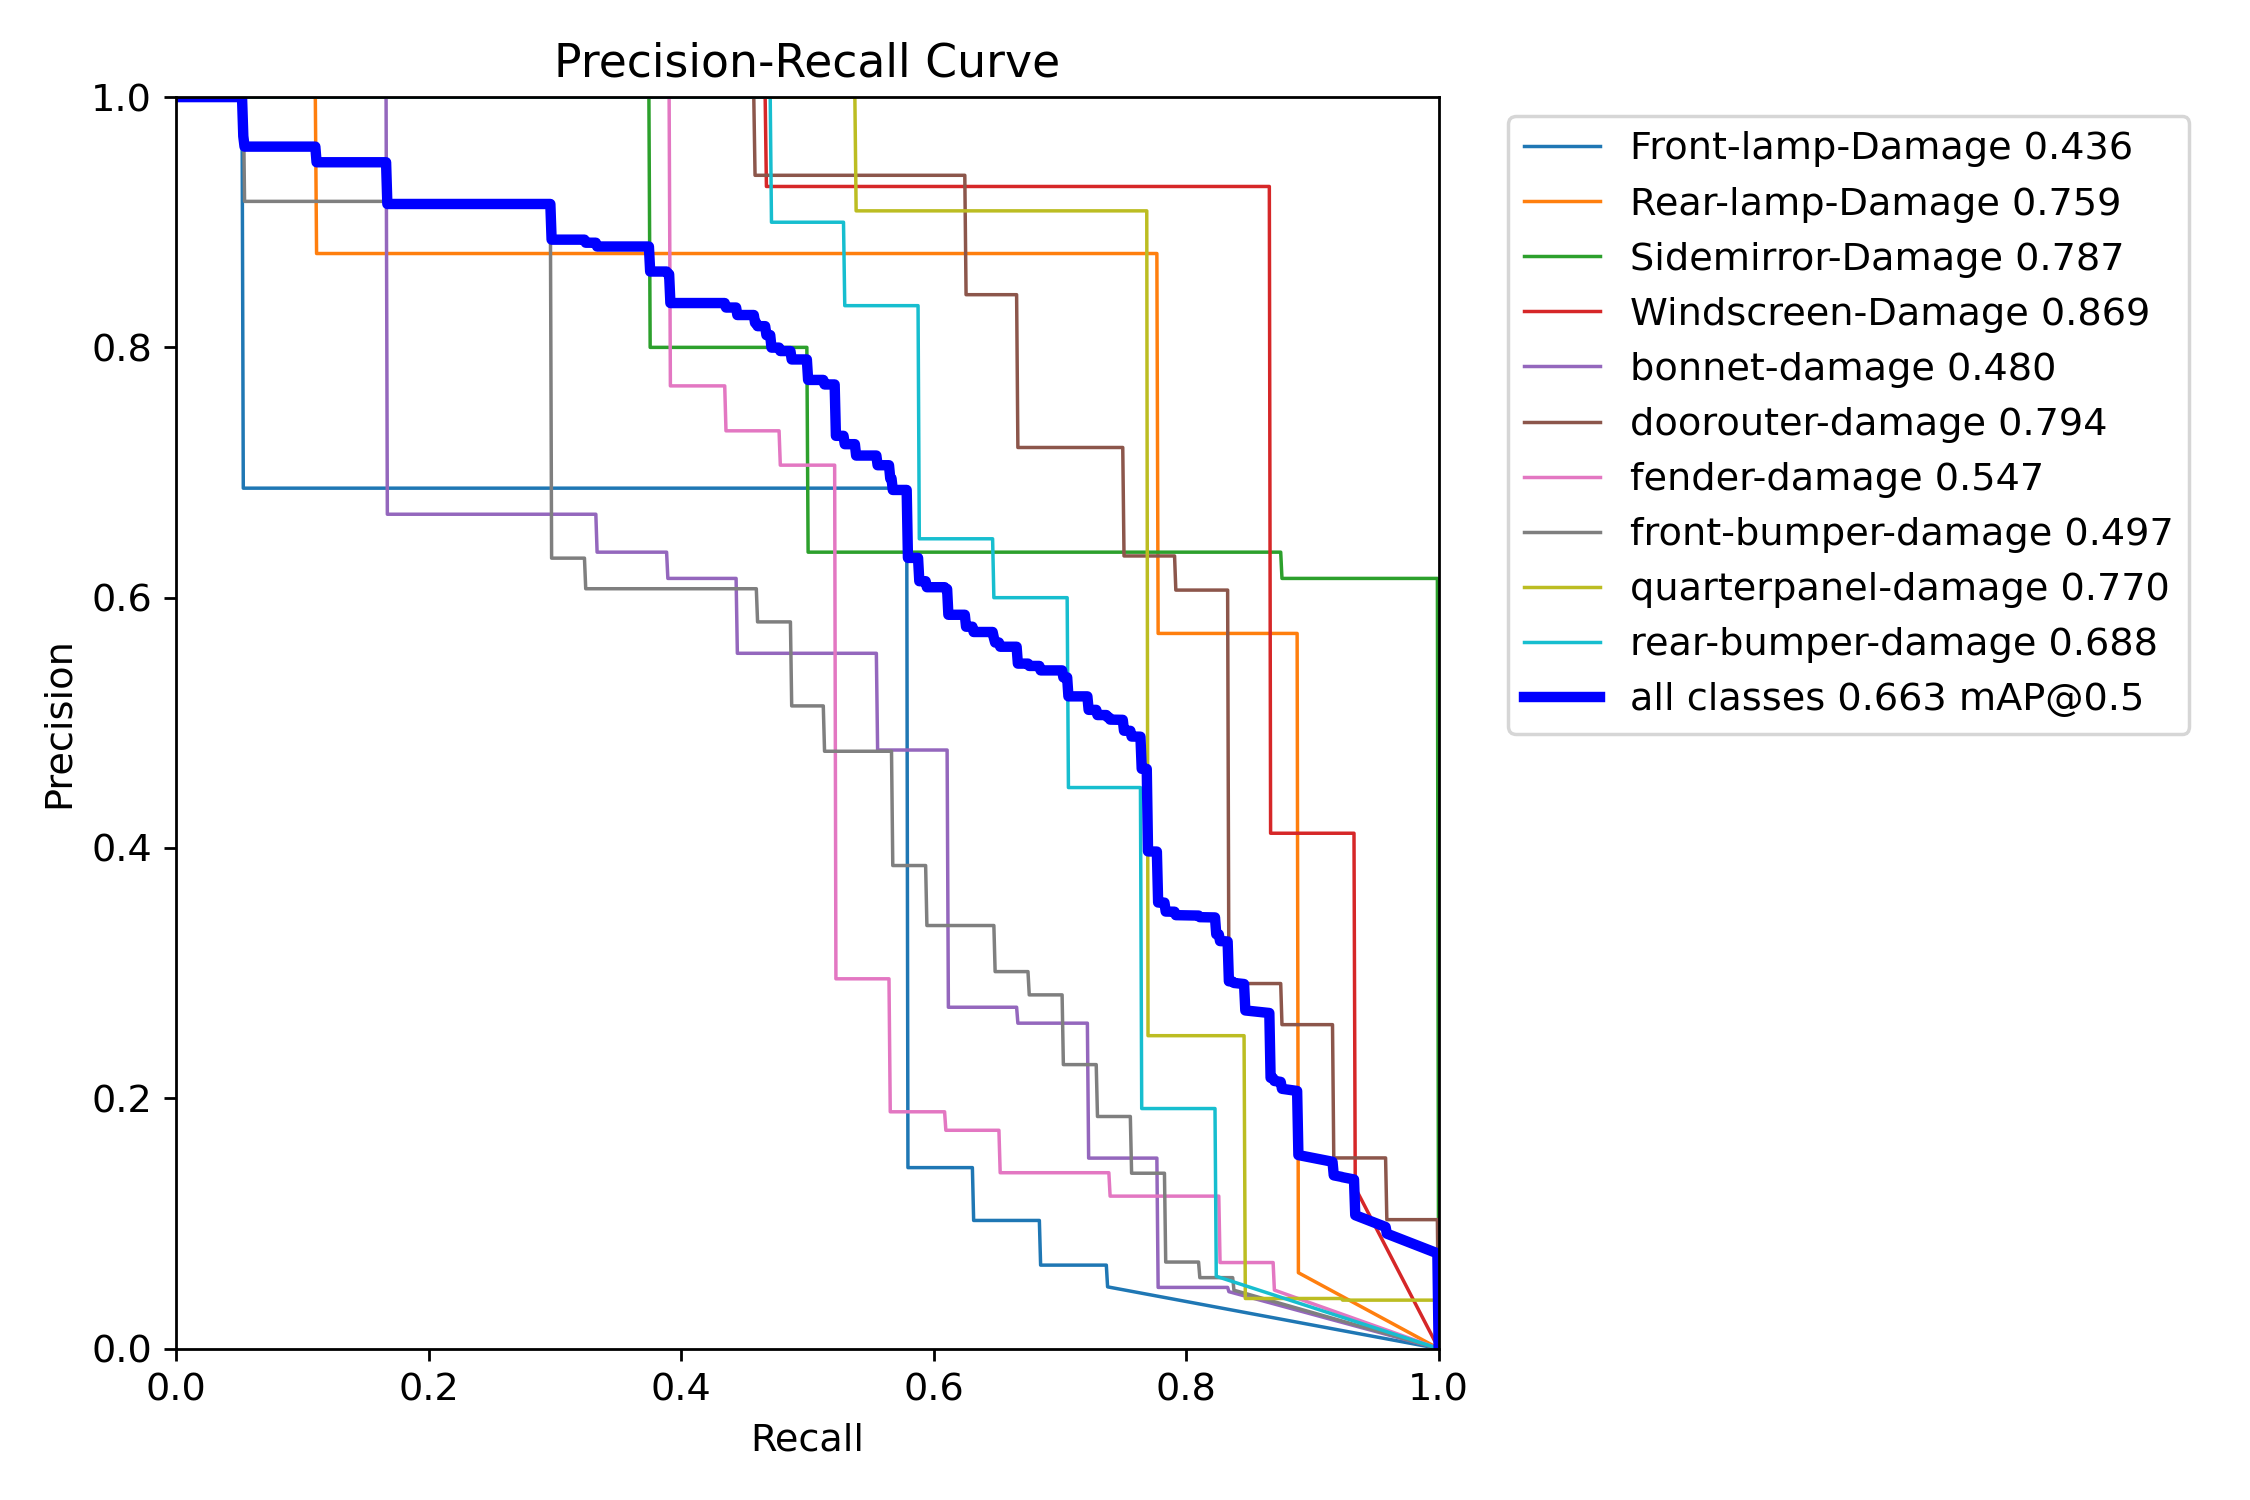 Precision-Recall Curve
1.0
0.8
0.6
0.4
0.2
0.0
Precision
0.0 0.2 0.4 0.6 0.8 1.0
Recall
Front-lamp-Damage 0.436
Rear-lamp-Damage 0.759
Sidemirror-Damage 0.787
Windscreen-Damage 0.869
bonnet-damage 0.480
doorouter-damage 0.794
fender-damage 0.547
front-bumper-damage 0.497
quarterpanel-damage 0.770
rear-bumper-damage 0.688
all classes 0.663 mAP@0.5